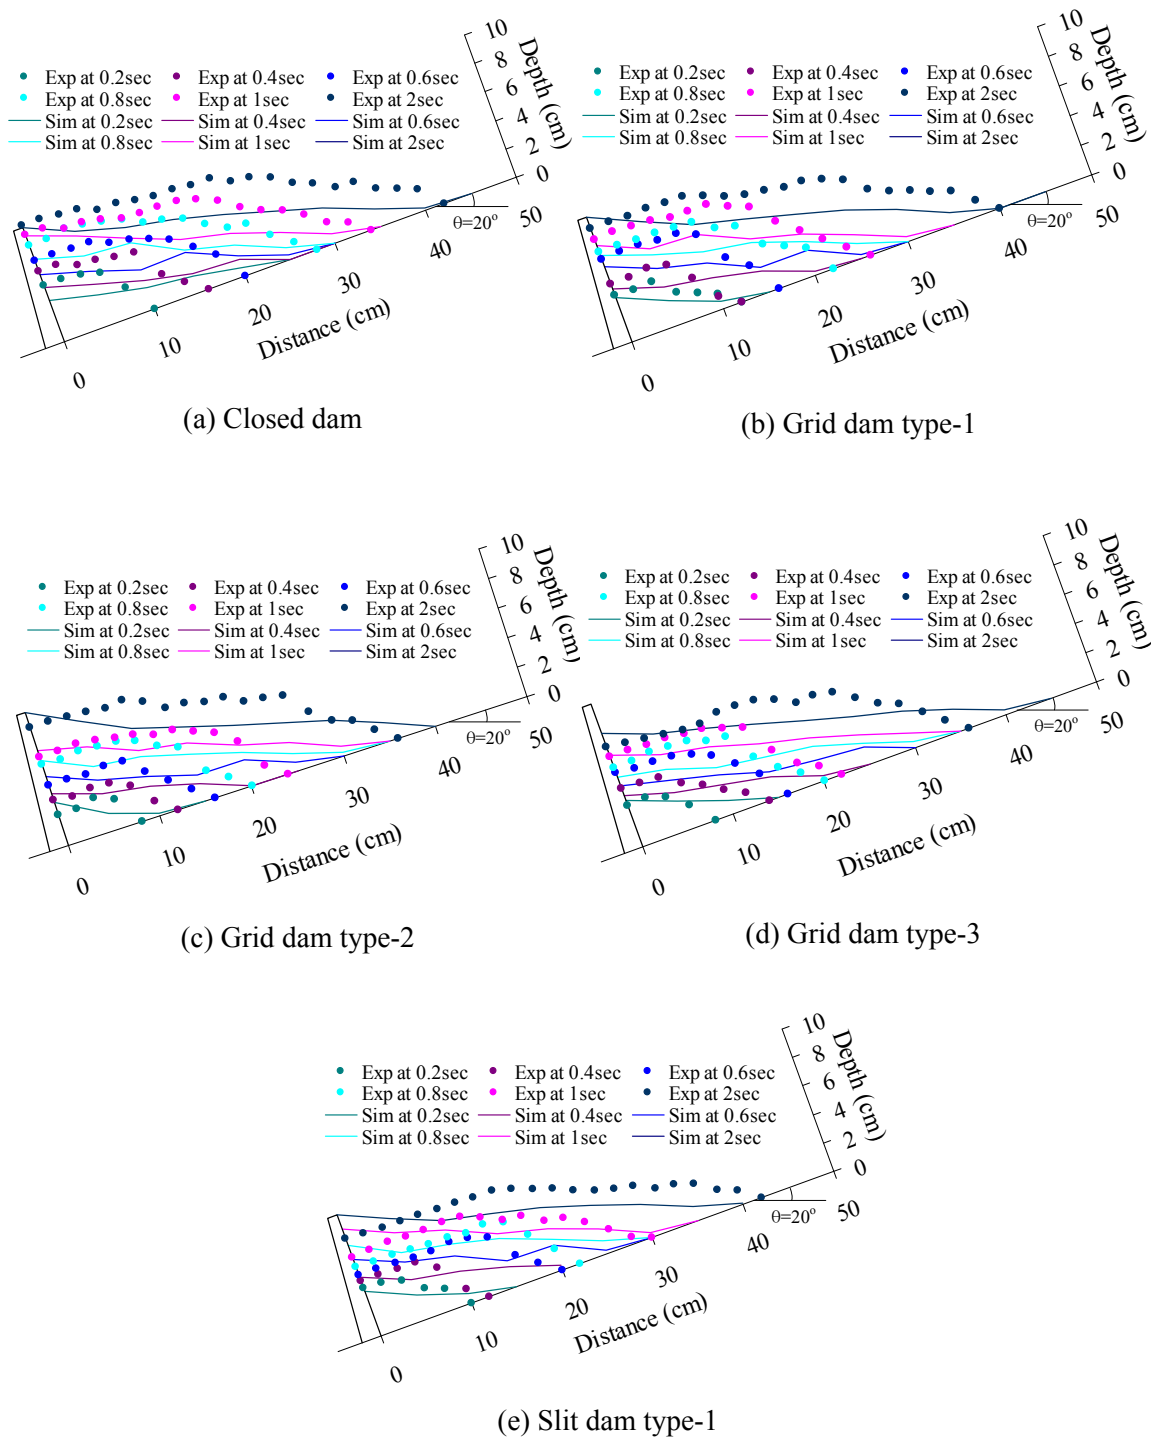 10
8
6
4
2
0
Depth (cm)
Exp at 0.2sec Exp at 0.4sec Exp at 0.6sec
Exp at 0.8sec Exp at 1sec Exp at 2sec
Sim at 0.2sec Sim at 0.4sec Sim at 0.6sec
Sim at 0.8sec Sim at 1sec Sim at 2sec
θ=20°
0 10 20 30 40 50
Distance (cm)
(a) Closed dam
10
8
6
4
2
0
Depth (cm)
Exp at 0.2sec Exp at 0.4sec Exp at 0.6sec
Exp at 0.8sec Exp at 1sec Exp at 2sec
Sim at 0.2sec Sim at 0.4sec Sim at 0.6sec
Sim at 0.8sec Sim at 1sec Sim at 2sec
θ=20°
0 10 20 30 40 50
Distance (cm)
(b) Grid dam type-1
10
8
6
4
2
0
Depth (cm)
Exp at 0.2sec Exp at 0.4sec Exp at 0.6sec
Exp at 0.8sec Exp at 1sec Exp at 2sec
Sim at 0.2sec Sim at 0.4sec Sim at 0.6sec
Sim at 0.8sec Sim at 1sec Sim at 2sec
θ=20°
0 10 20 30 40 50
Distance (cm)
(c) Grid dam type-2
10
8
6
4
2
0
Depth (cm)
Exp at 0.2sec Exp at 0.4sec Exp at 0.6sec
Exp at 0.8sec Exp at 1sec Exp at 2sec
Sim at 0.2sec Sim at 0.4sec Sim at 0.6sec
Sim at 0.8sec Sim at 1sec Sim at 2sec
θ=20°
0 10 20 30 40 50
Distance (cm)
(d) Grid dam type-3
10
8
6
4
2
0
Depth (cm)
Exp at 0.2sec Exp at 0.4sec Exp at 0.6sec
Exp at 0.8sec Exp at 1sec Exp at 2sec
Sim at 0.2sec Sim at 0.4sec Sim at 0.6sec
Sim at 0.8sec Sim at 1sec Sim at 2sec
θ=20°
0 10 20 30 40 50
Distance (cm)
(e) Slit dam type-1